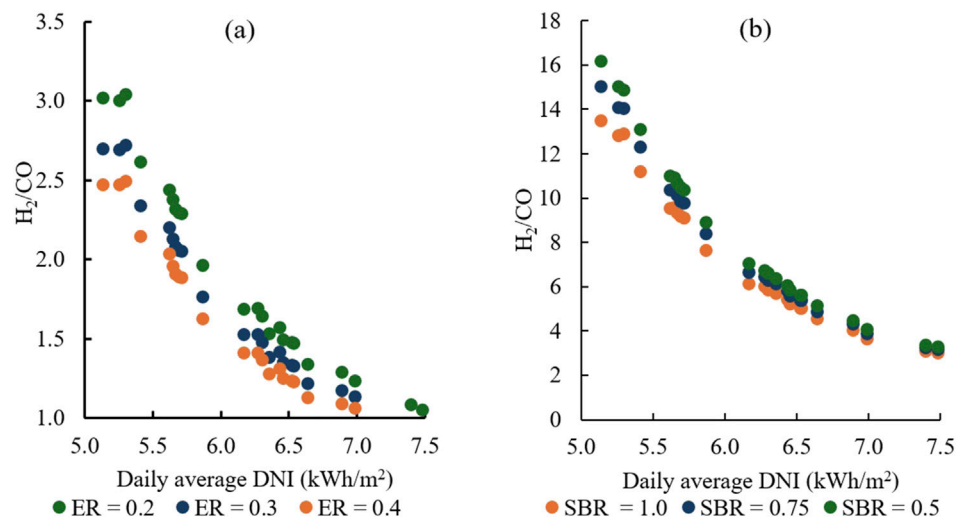 (a)
3.5
3.0
2.5
2.0
1.5
1.0
H₂/CO
5.0 5.5 6.0 6.5 7.0 7.5
Daily average DNI (kWh/m²)
ER = 0.2 ER = 0.3 ER = 0.4
(b)
18
16
14
12
10
8
6
4
2
0
H₂/CO
5.0 5.5 6.0 6.5 7.0 7.5
Daily average DNI (kWh/m²)
SBR = 1.0 SBR = 0.75 SBR = 0.5